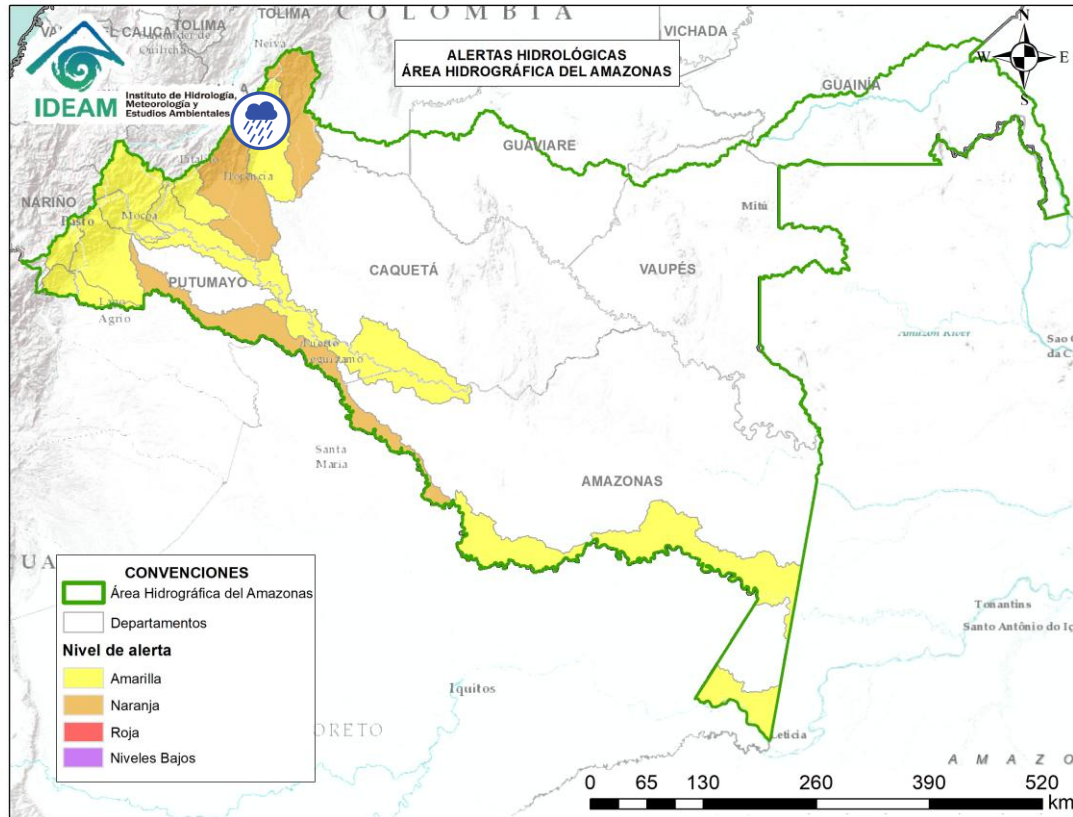 TOLIMA
COLOMBIA
TOLIMA
Neiva
VICHADA
N
W
E
S
ALERTAS HIDROLÓGICAS
ÁREA HIDROGRÁFICA DEL AMAZONAS
IDEAM
Instituto de Hidrología,
Meteorología y
Estudios Ambientales
GUAINÍA
GUAVIARE
Florencia
NARIÑO
Pasto
Mocoa
Mitú
CAQUETÁ
VAUPÉS
PUTUMAYO
Lago
Agrio
Puerto
Leguízamo
Amazon River
Santa
Maria
AMAZONAS
CONVENCIONES
Área Hidrográfica del Amazonas
Departamentos
Nivel de alerta
Amarilla
Naranja
Roja
Niveles Bajos
Tonantins
Santo Antônio do Iç
Iquitos
ORETO
Leticia
AMAZO
0 65 130 260 390 520
km